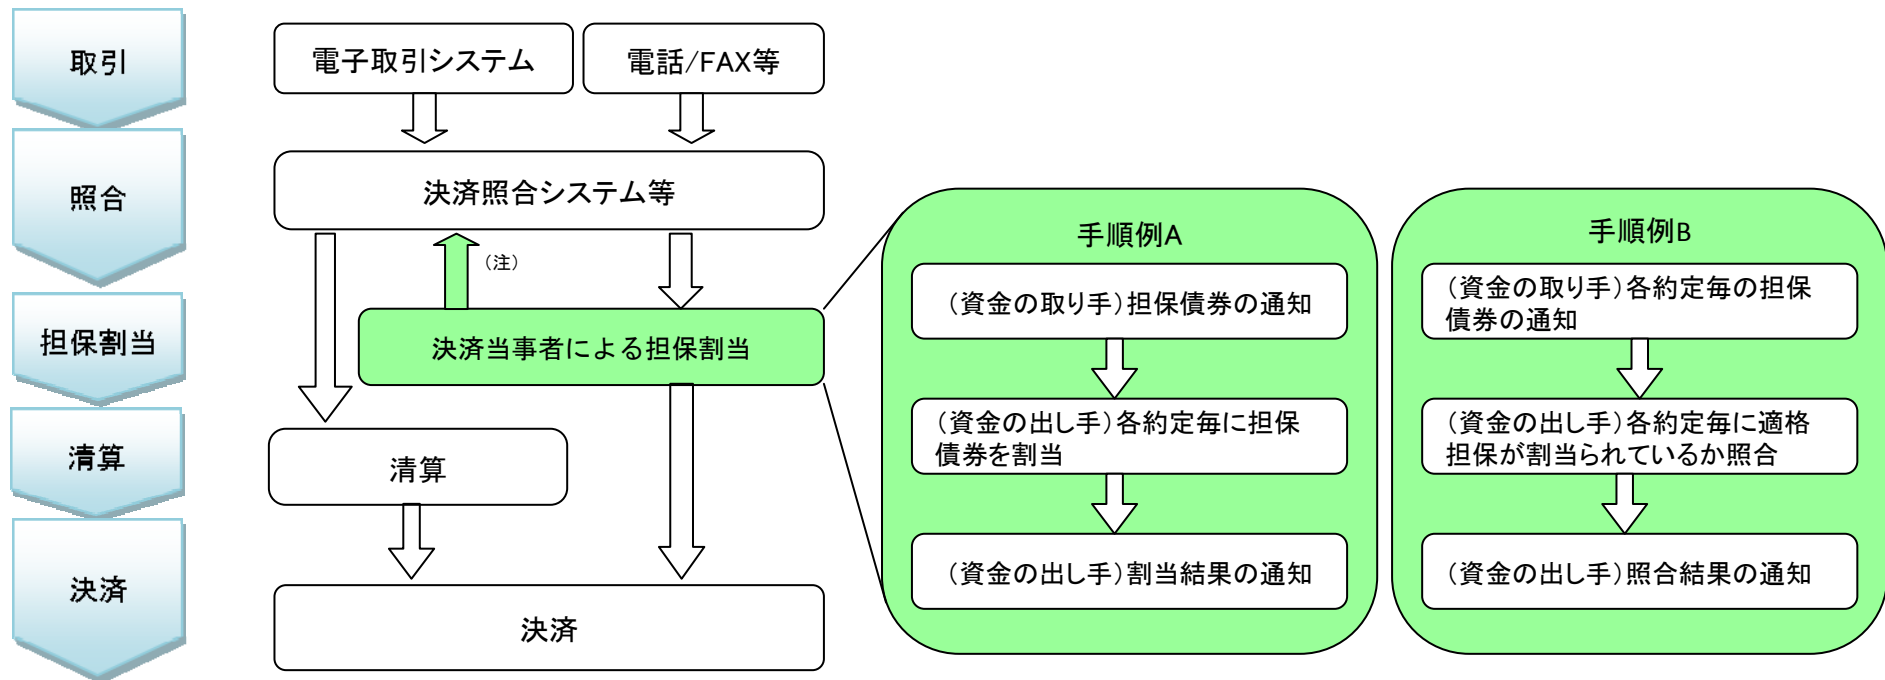 取引
照合
担保割当
清算
決済
電子取引システム
電話/FAX等
決済照合システム等
（注）
決済当事者による担保割当
清算
決済
手順例A
（資金の取り手）担保債券の通知
（資金の出し手）各約定毎に担保
債券を割当
（資金の出し手）割当結果の通知
手順例B
（資金の取り手）各約定毎の担保
債券の通知
（資金の出し手）各約定毎に適格
担保が割当られているか照合
（資金の出し手）照合結果の通知